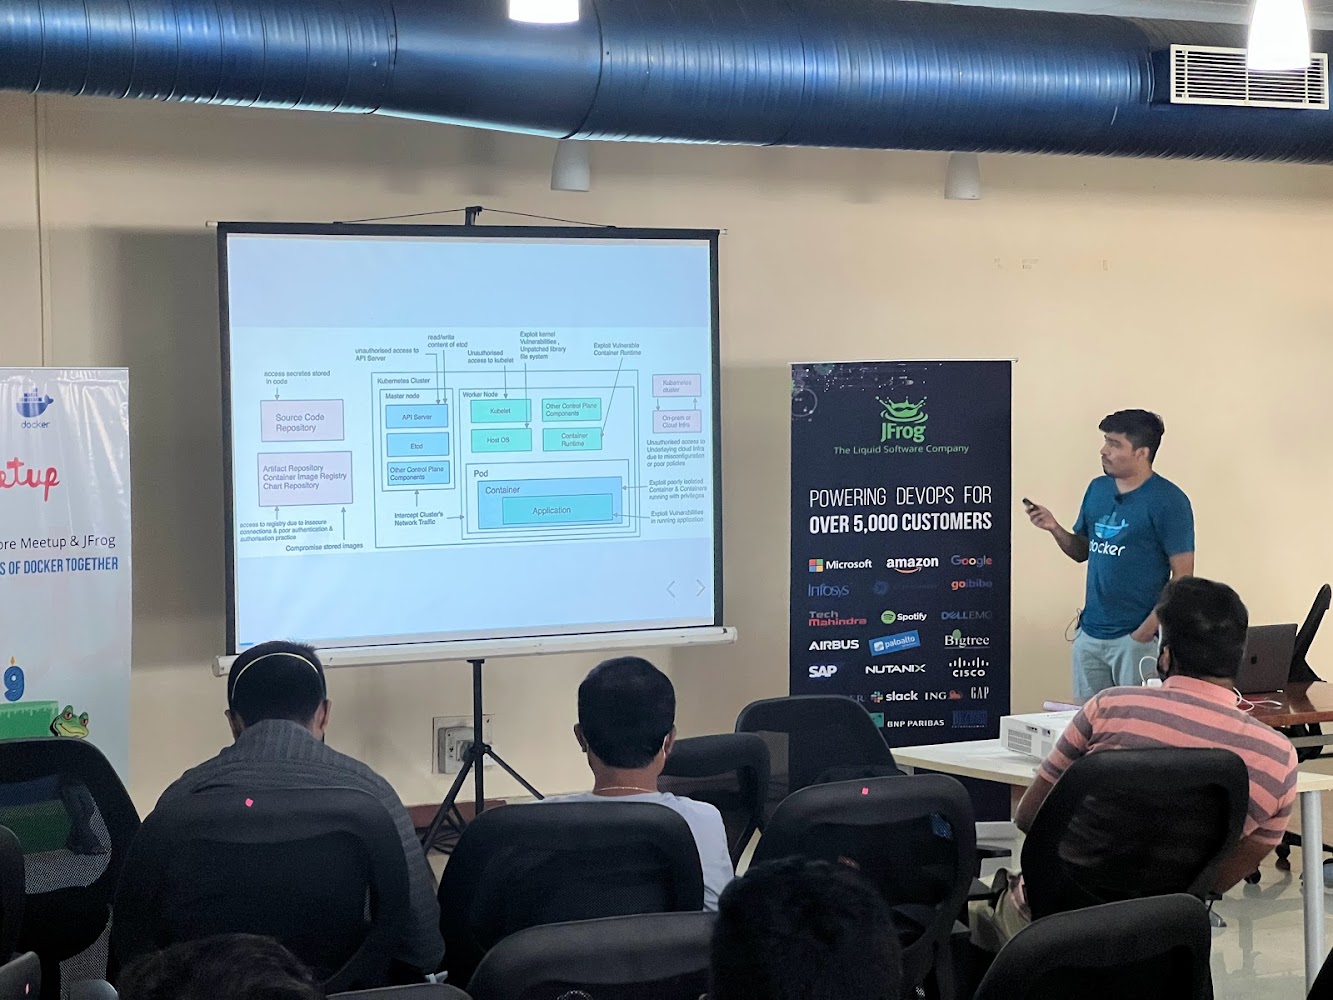 docker
etup
ore Meetup & JFrog
S OF DOCKER TOGETHER
9
access secretes stored
in code
Source Code
Repository
Artifact Repository
Container Image Registry
Chart Repository
access to registry due to insecure
connections & poor authentication &
authorisation practice
Compromise stored images
unauthorised access to
API Server
read/write
content of etcd
Unauthorised
access to kubelet
Exploit kernel
Vulnerabilities ,
Unpatched library
file system
Exploit Vulnerable
Container Runtime
Kubernetes Cluster
Master node
API Server
Etcd
Other Control Plane
Components
Intercept Cluster's
Network Traffic
Worker Node
Kubelet
Other Control Plane
Components
Host OS
Container
Runtime
Pod
Container
Application
Kubernetes
cluster
On-prem or
Cloud Infra
Unauthorised access to
Underlaying cloud Infra
due to misconfiguration
or poor policies
Exploit poorly isolated
Container & Containers
running with privileges
Exploit Vulnerabilities
in running application
JFrog
The Liquid Software Company
POWERING DEVOPS FOR
OVER 5,000 CUSTOMERS
Microsoft amazon Google
Infosys goibibo
Tech Mahindra Spotify DELLEMC
AIRBUS paloalto Bigtree
SAP NUTANIX CISCO
slack ING GAP
BNP PARIBAS
docker